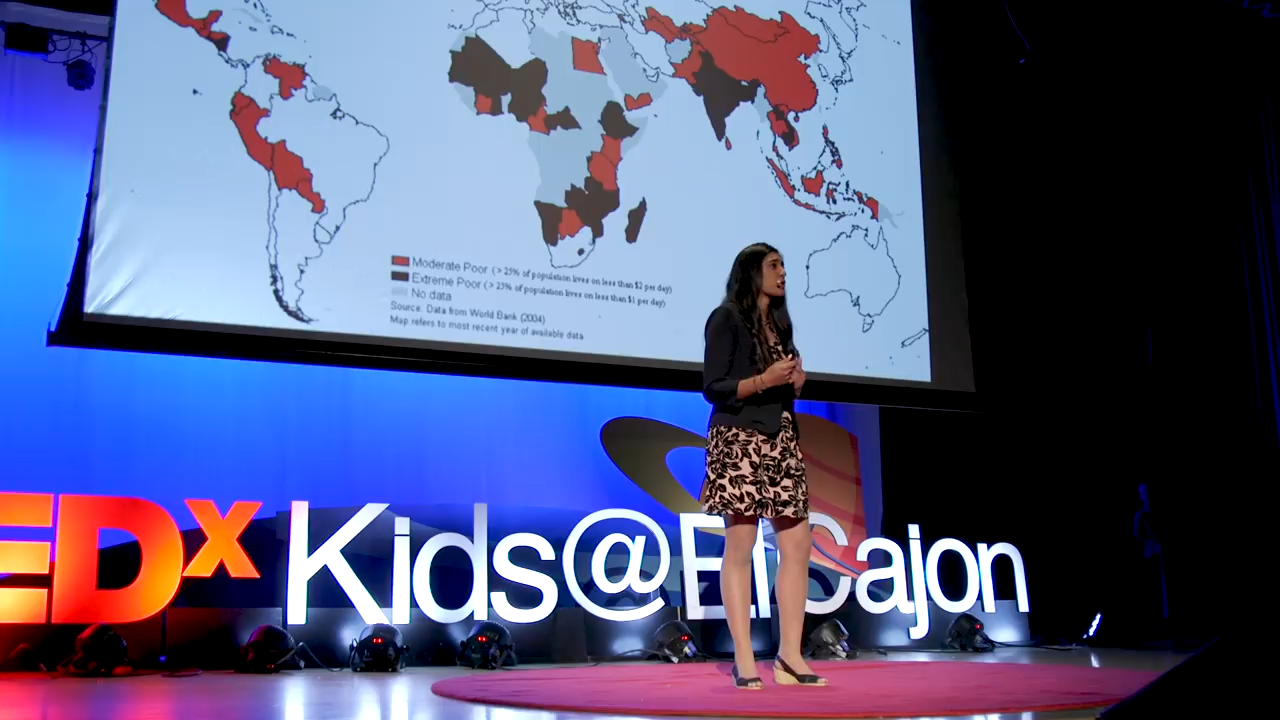 Moderate Poor (> 25% of population lives on less than $2 per day)
Extreme Poor (> 25% of population lives on less than $1 per day)
No data
Source: Data from World Bank (2004)
Map refers to most recent year of available data
EDx Kids@El Cajon